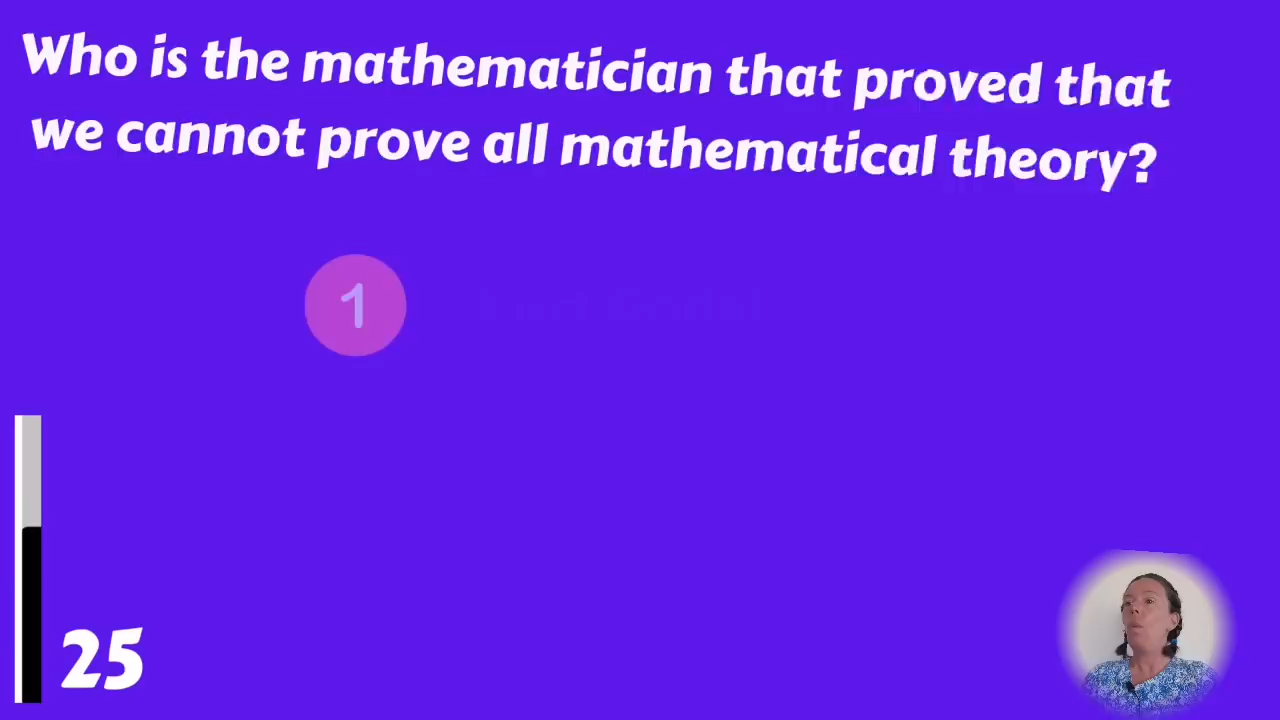 Who is the mathematician that proved that
we cannot prove all mathematical theory?
1
25